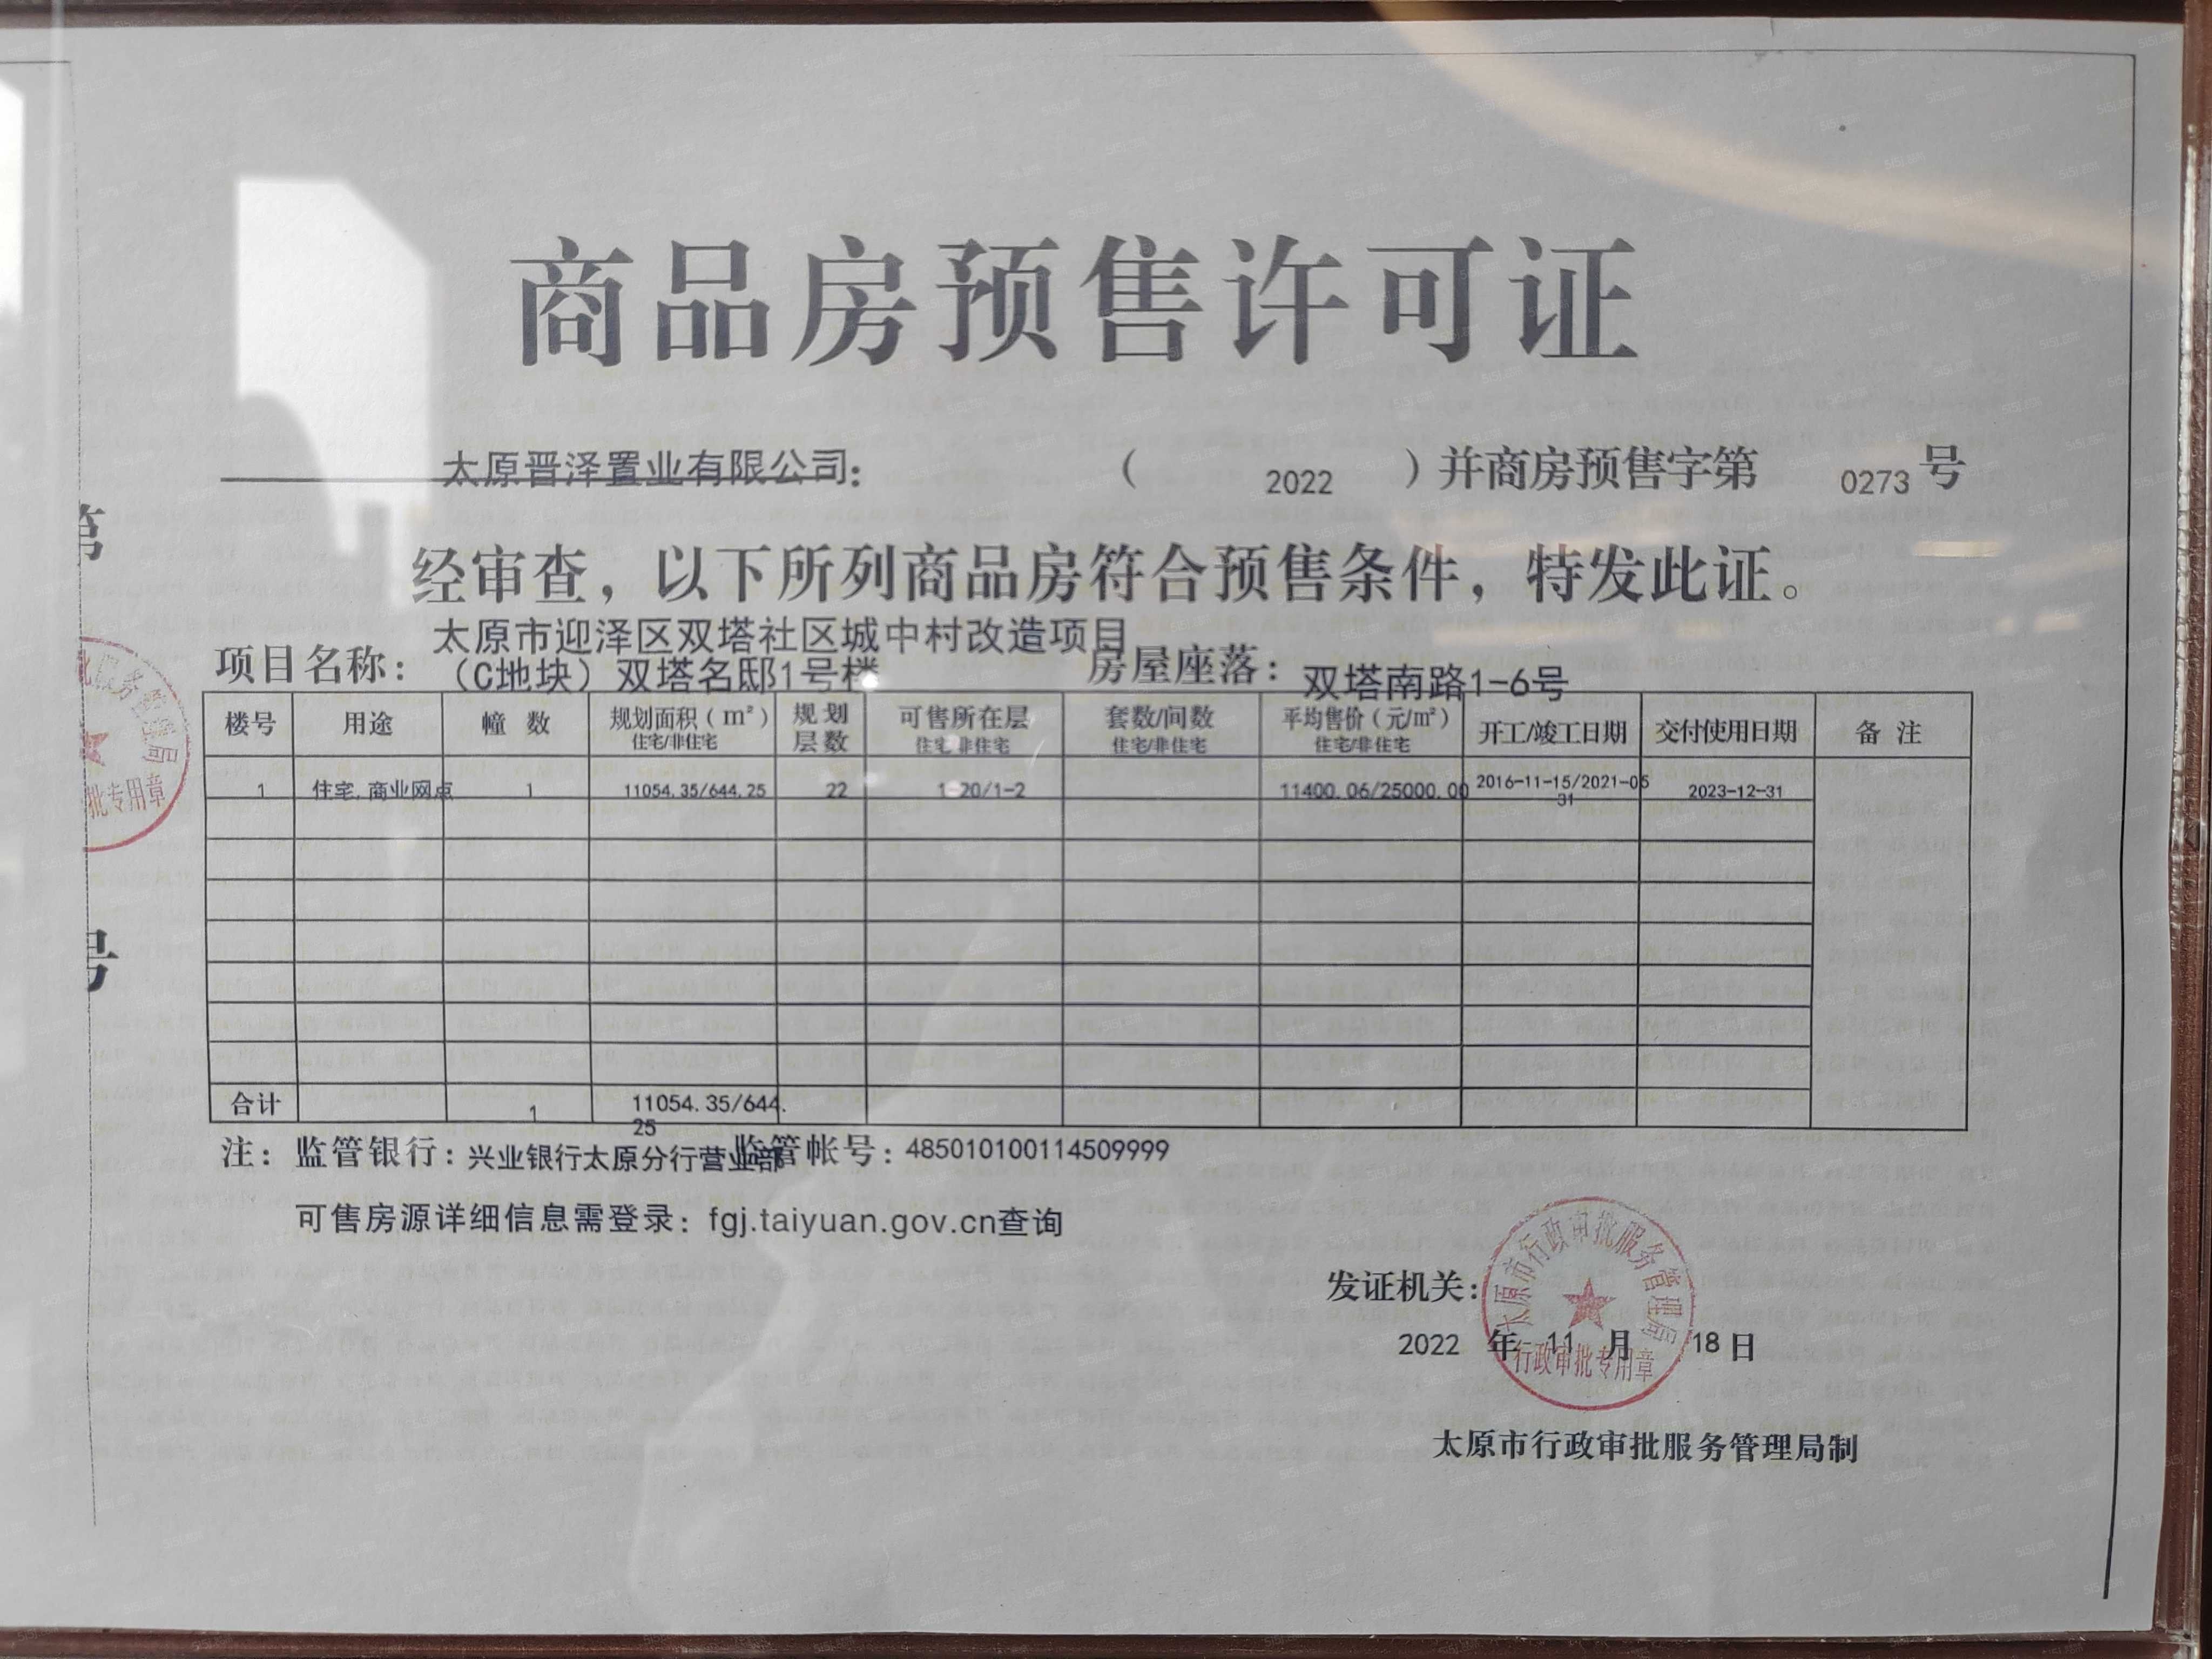 商品房预售许可证
太原晋泽置业有限公司: ( 2022 ) 并商房预售字第 0273 号
第
经审查，以下所列商品房符合预售条件，特发此证。
项目名称: 太原市迎泽区双塔社区城中村改造项目
（C地块）双塔名邸1号楼 房屋座落: 双塔南路1-6号
楼号 用途 幢 数 规划面积（m²）住宅/非住宅 规划层数 可售所在层 住宅/非住宅 套数/间数 住宅/非住宅 平均售价（元/m²）住宅/非住宅 开工/竣工日期 交付使用日期 备 注
1 住宅,商业网点 1 11054.35/644.25 22 1-20/1-2 11400.06/25000.00 2016-11-15/2021-05-31 2023-12-31
号
合计 1 11054.35/644.25
注: 监管银行: 兴业银行太原分行营业部 监管帐号: 485010100114509999
可售房源详细信息需登录: fgj.taiyuan.gov.cn查询
发证机关:
太原市行政审批服务管理局
2022 年 11 月 18 日
行政审批专用章
太原市行政审批服务管理局制
批服务管理局
批专用章